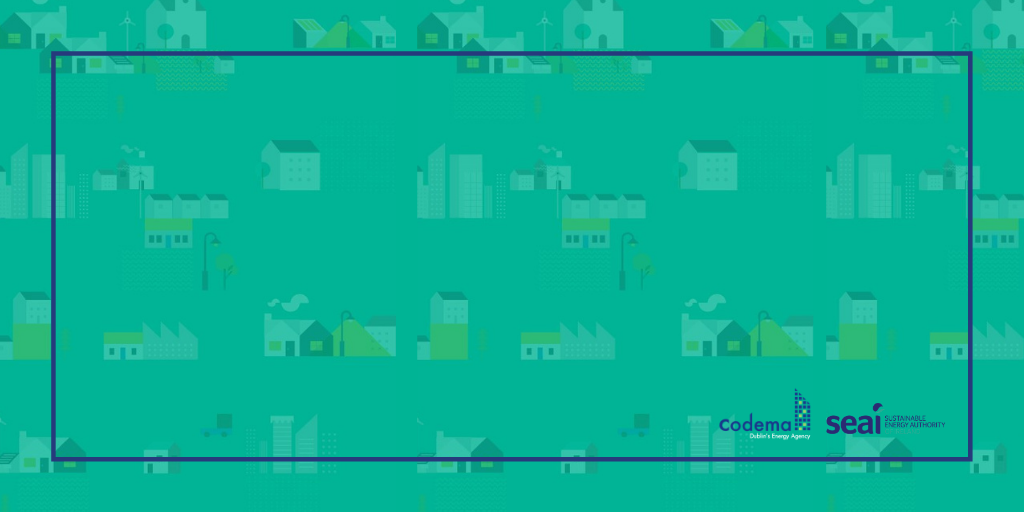 codema
Dublin's Energy Agency
seai
SUSTAINABLE
ENERGY AUTHORITY